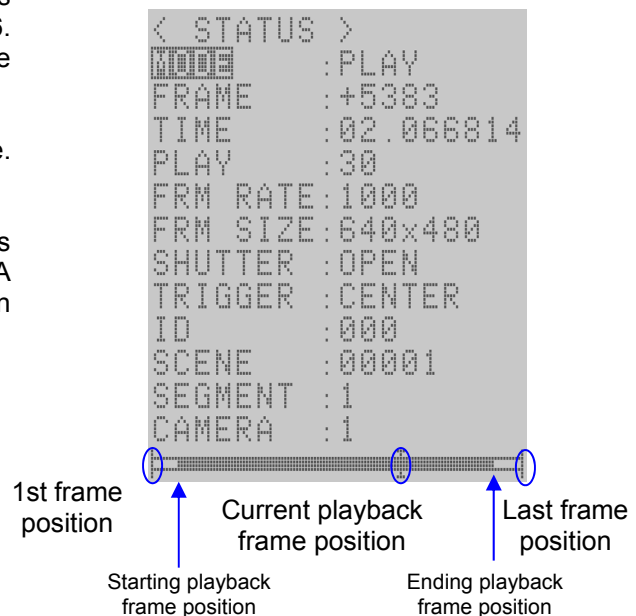 s
6.
e
e.
s
A
n
< STATUS >
MODE :PLAY
FRAME :+5383
TIME :02.066814
PLAY :30
FRM RATE:1000
FRM SIZE:640x480
SHUTTER :OPEN
TRIGGER :CENTER
ID :000
SCENE :00001
SEGMENT :1
CAMERA :1
1st frame
position
Current playback
frame position
Last frame
position
Starting playback
frame position
Ending playback
frame position